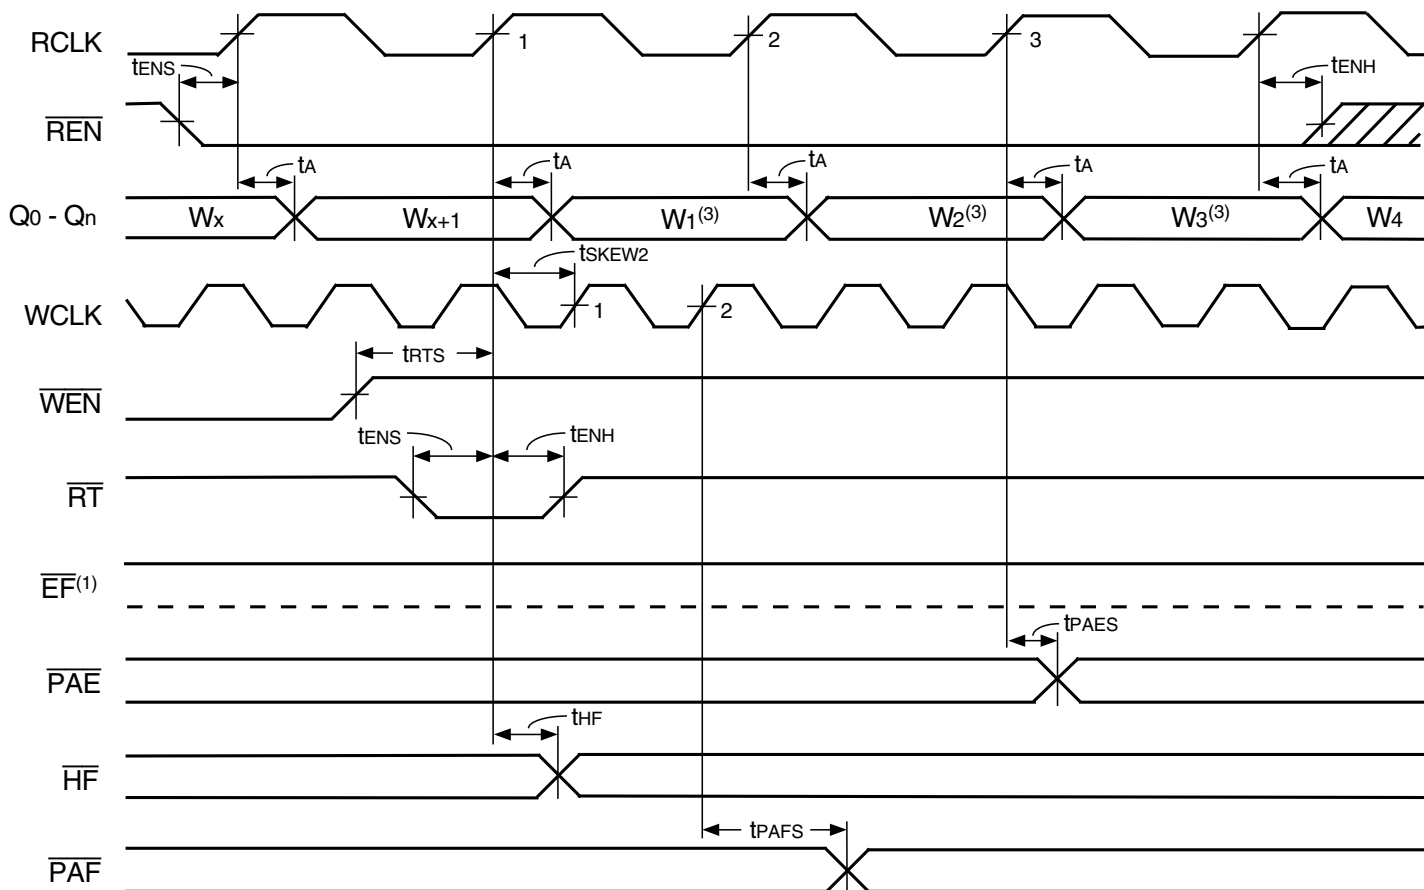 RCLK 1 2 3
tENS tENH
REN
tA tA tA tA tA
Q0 - Qn Wx Wx+1 W1(3) W2(3) W3(3) W4
tSKEW2
WCLK 1 2
tRTS
WEN
tENS tENH
RT
EF(1)
tPAES
PAE
tHF
HF
tPAFS
PAF